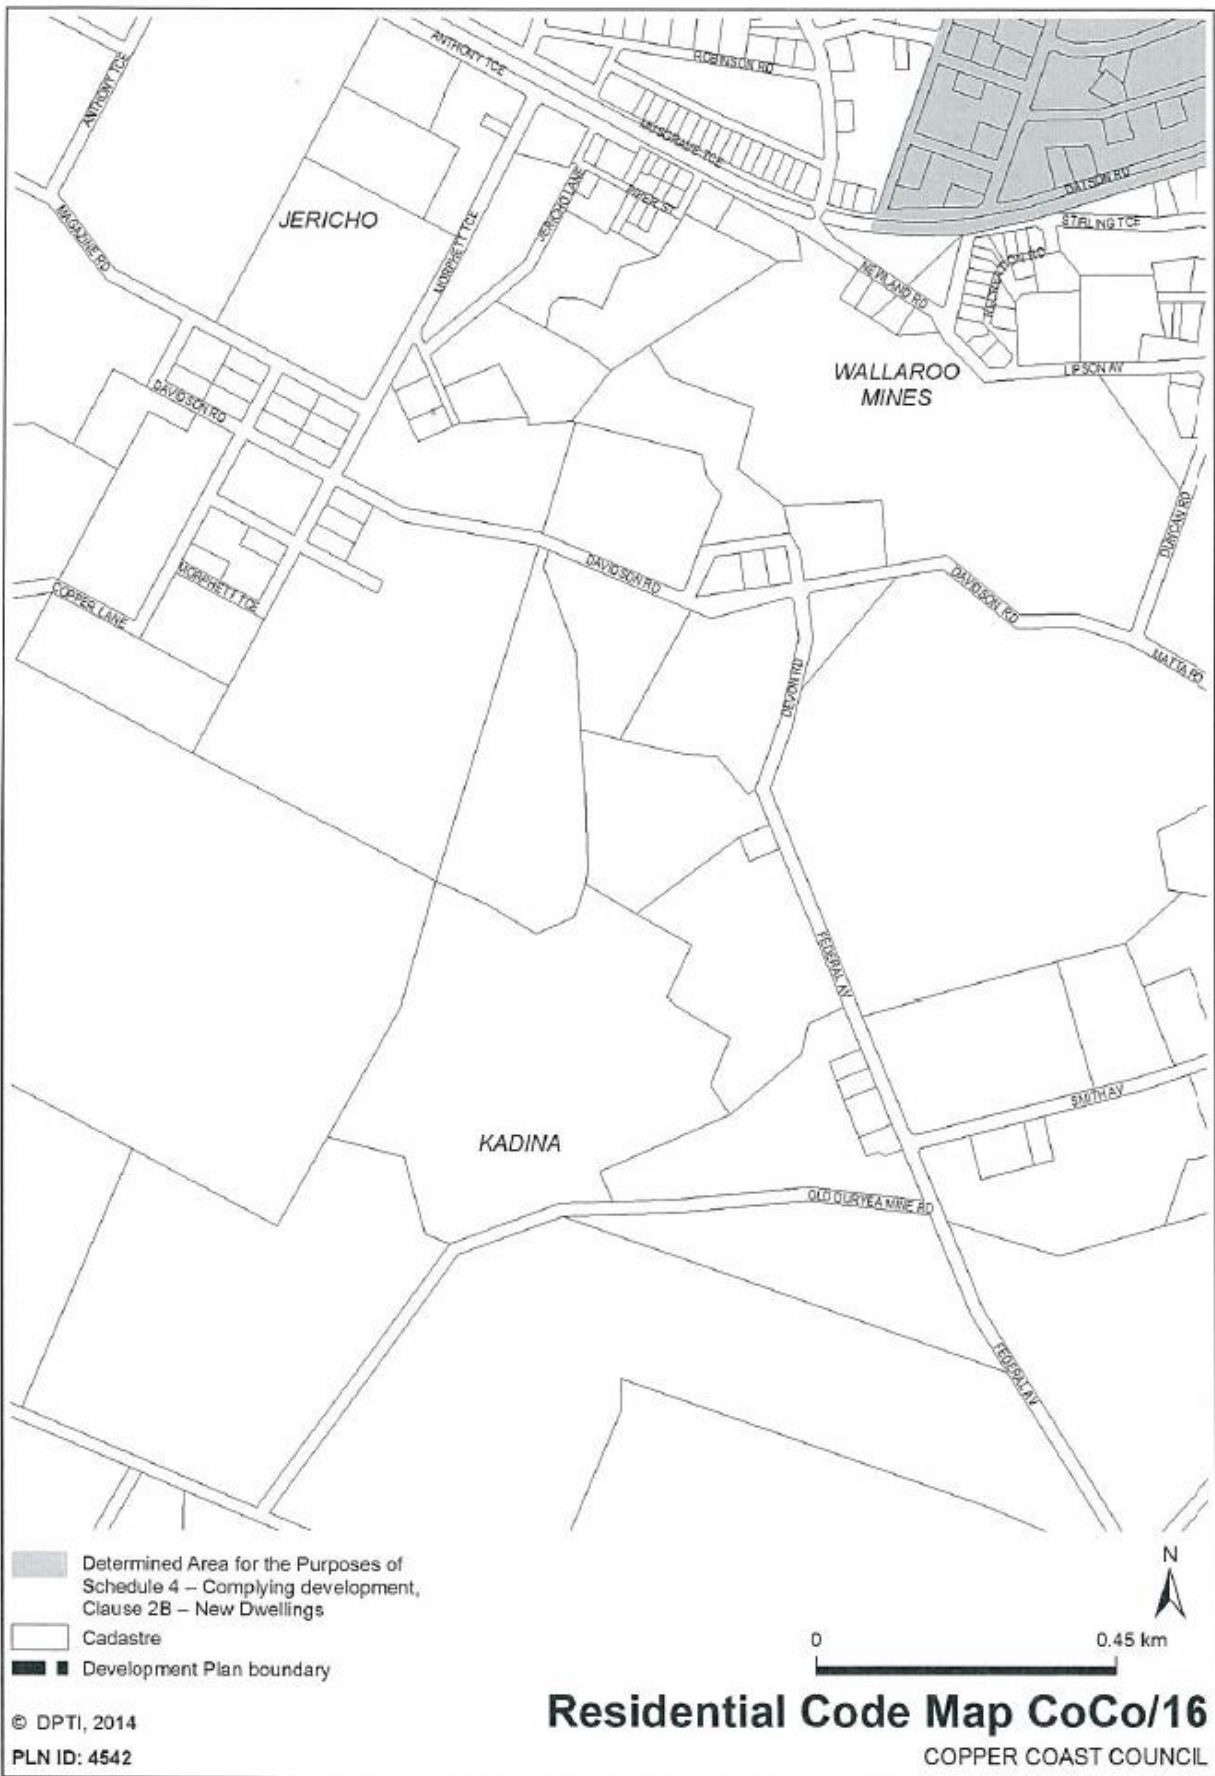 ANTHONY TCE
ANTHONY TCE
ROBINSON RD
MUSGRAVE TCE
DATSON RD
JERICHO
MAGAZINE RD
MORPHETT TCE
JERICHO LANE
PIPER ST
STIRLING TCE
NEWLAND RD
RECREATION RD
WALLAROO
MINES
LIPSON AV
DAVIDSON RD
DUNCAN RD
COPPER LANE
MORPHETT TCE
DAVIDSON RD
DAVIDSON RD
MATTA RD
DEVON RD
FEDERAL AV
SMITH AV
KADINA
OLD DURYEA MINE RD
FEDERAL AV
Determined Area for the Purposes of
Schedule 4 – Complying development,
Clause 2B – New Dwellings
Cadastre
Development Plan boundary
N
0 0.45 km
© DPTI, 2014
PLN ID: 4542
Residential Code Map CoCo/16
COPPER COAST COUNCIL